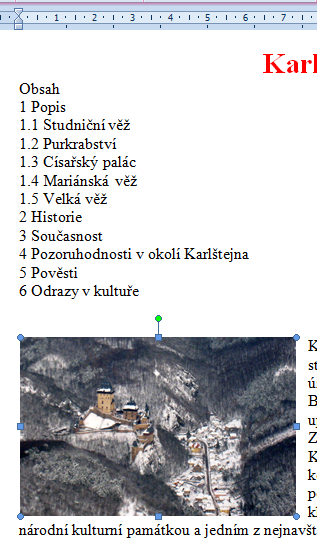 1 2 3 4 5 6 7
Karl
Obsah
1 Popis
1.1 Studniční věž
1.2 Purkrabství
1.3 Císařský palác
1.4 Mariánská věž
1.5 Velká věž
2 Historie
3 Současnost
4 Pozoruhodnosti v okolí Karlštejna
5 Pověsti
6 Odrazy v kultuře
K
st
ú
B
u
Z
K
k
p
kl
národní kulturní památkou a jedním z nejnavšt